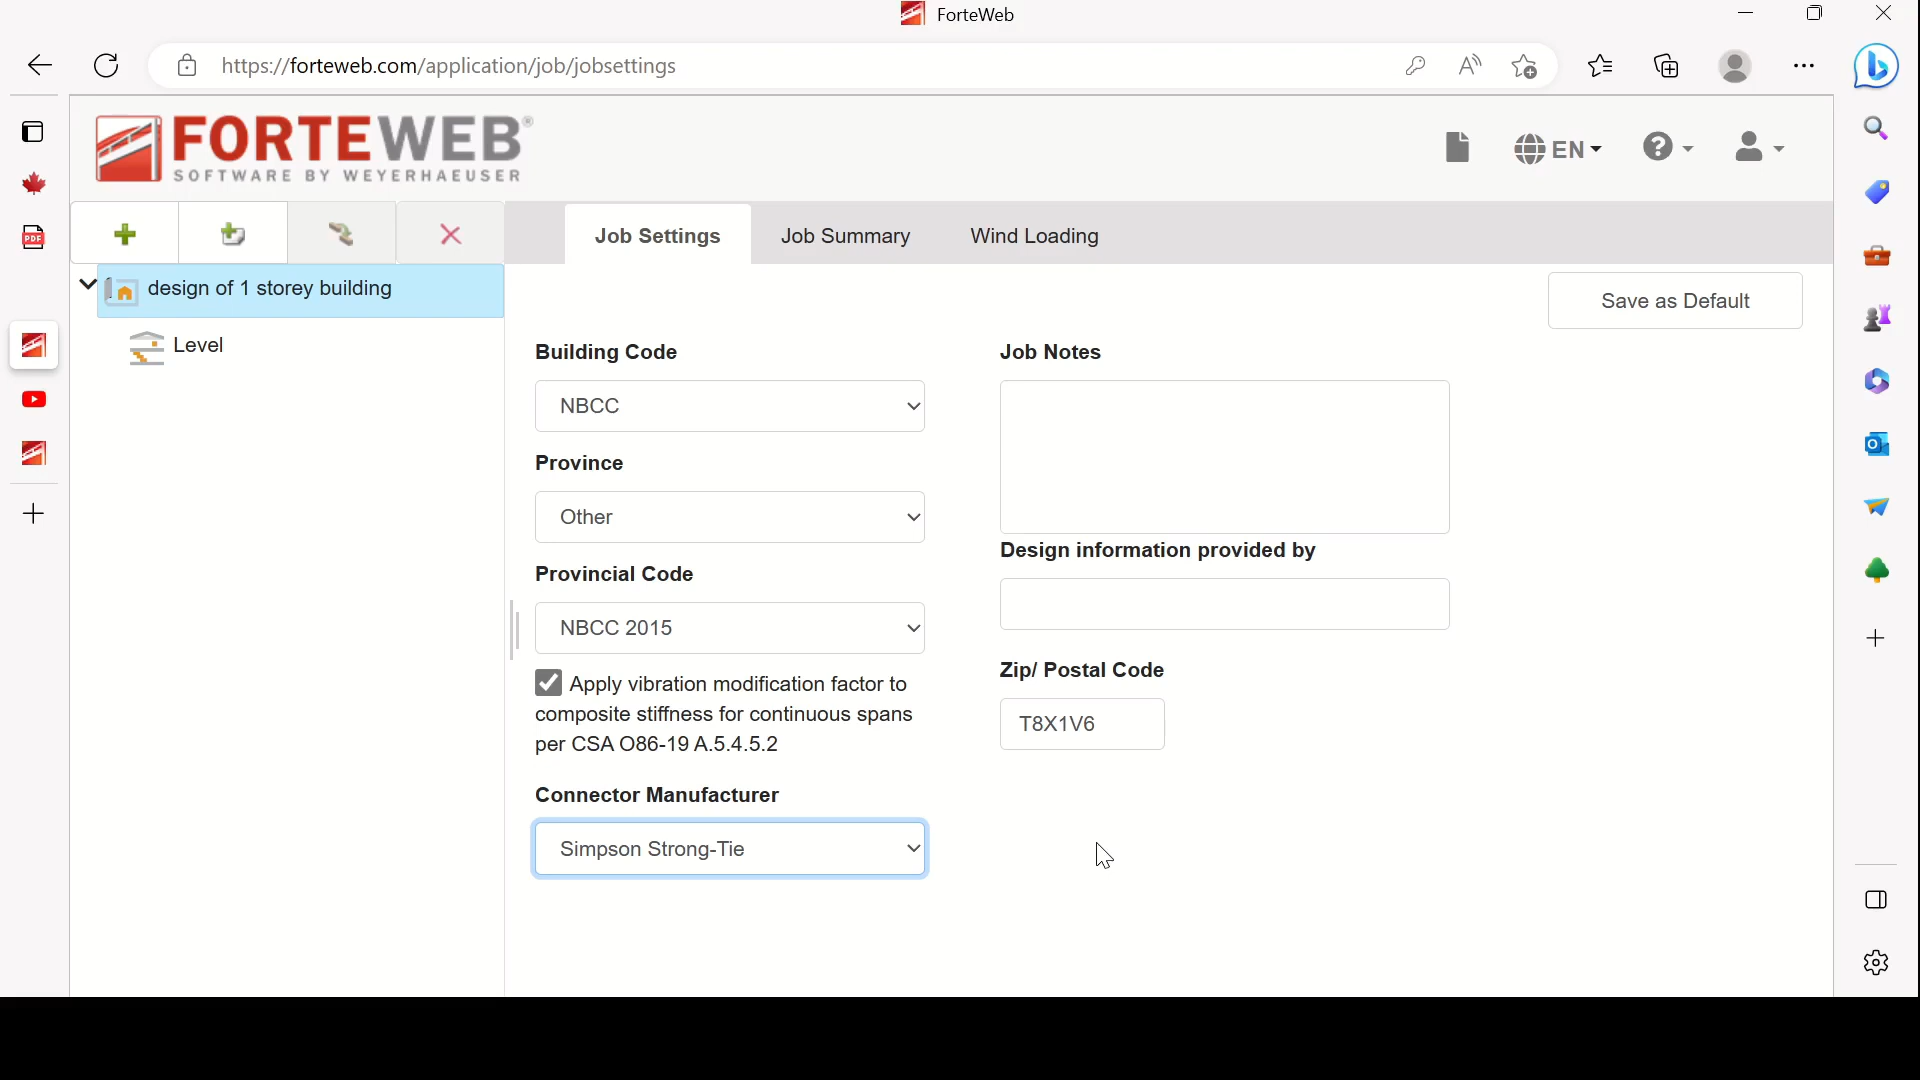 ForteWeb
https://forteweb.com/application/job/jobsettings
FORTEWEB®
SOFTWARE BY WEYERHAEUSER
EN
Job Settings
Job Summary
Wind Loading
design of 1 storey building
Level
Save as Default
Building Code
NBCC
Province
Other
Provincial Code
NBCC 2015
Apply vibration modification factor to
composite stiffness for continuous spans
per CSA O86-19 A.5.4.5.2
Connector Manufacturer
Simpson Strong-Tie
Job Notes
Design information provided by
Zip/ Postal Code
T8X1V6
PDF